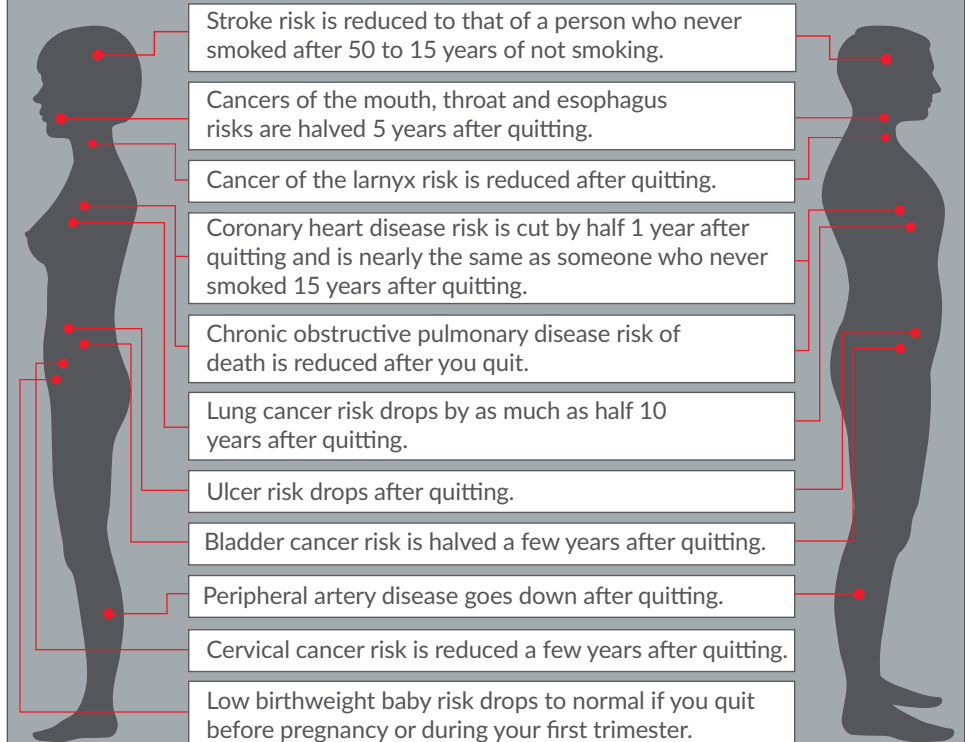 Stroke risk is reduced to that of a person who never
smoked after 50 to 15 years of not smoking.
Cancers of the mouth, throat and esophagus
risks are halved 5 years after quitting.
Cancer of the larnyx risk is reduced after quitting.
Coronary heart disease risk is cut by half 1 year after
quitting and is nearly the same as someone who never
smoked 15 years after quitting.
Chronic obstructive pulmonary disease risk of
death is reduced after you quit.
Lung cancer risk drops by as much as half 10
years after quitting.
Ulcer risk drops after quitting.
Bladder cancer risk is halved a few years after quitting.
Peripheral artery disease goes down after quitting.
Cervical cancer risk is reduced a few years after quitting.
Low birthweight baby risk drops to normal if you quit
before pregnancy or during your first trimester.